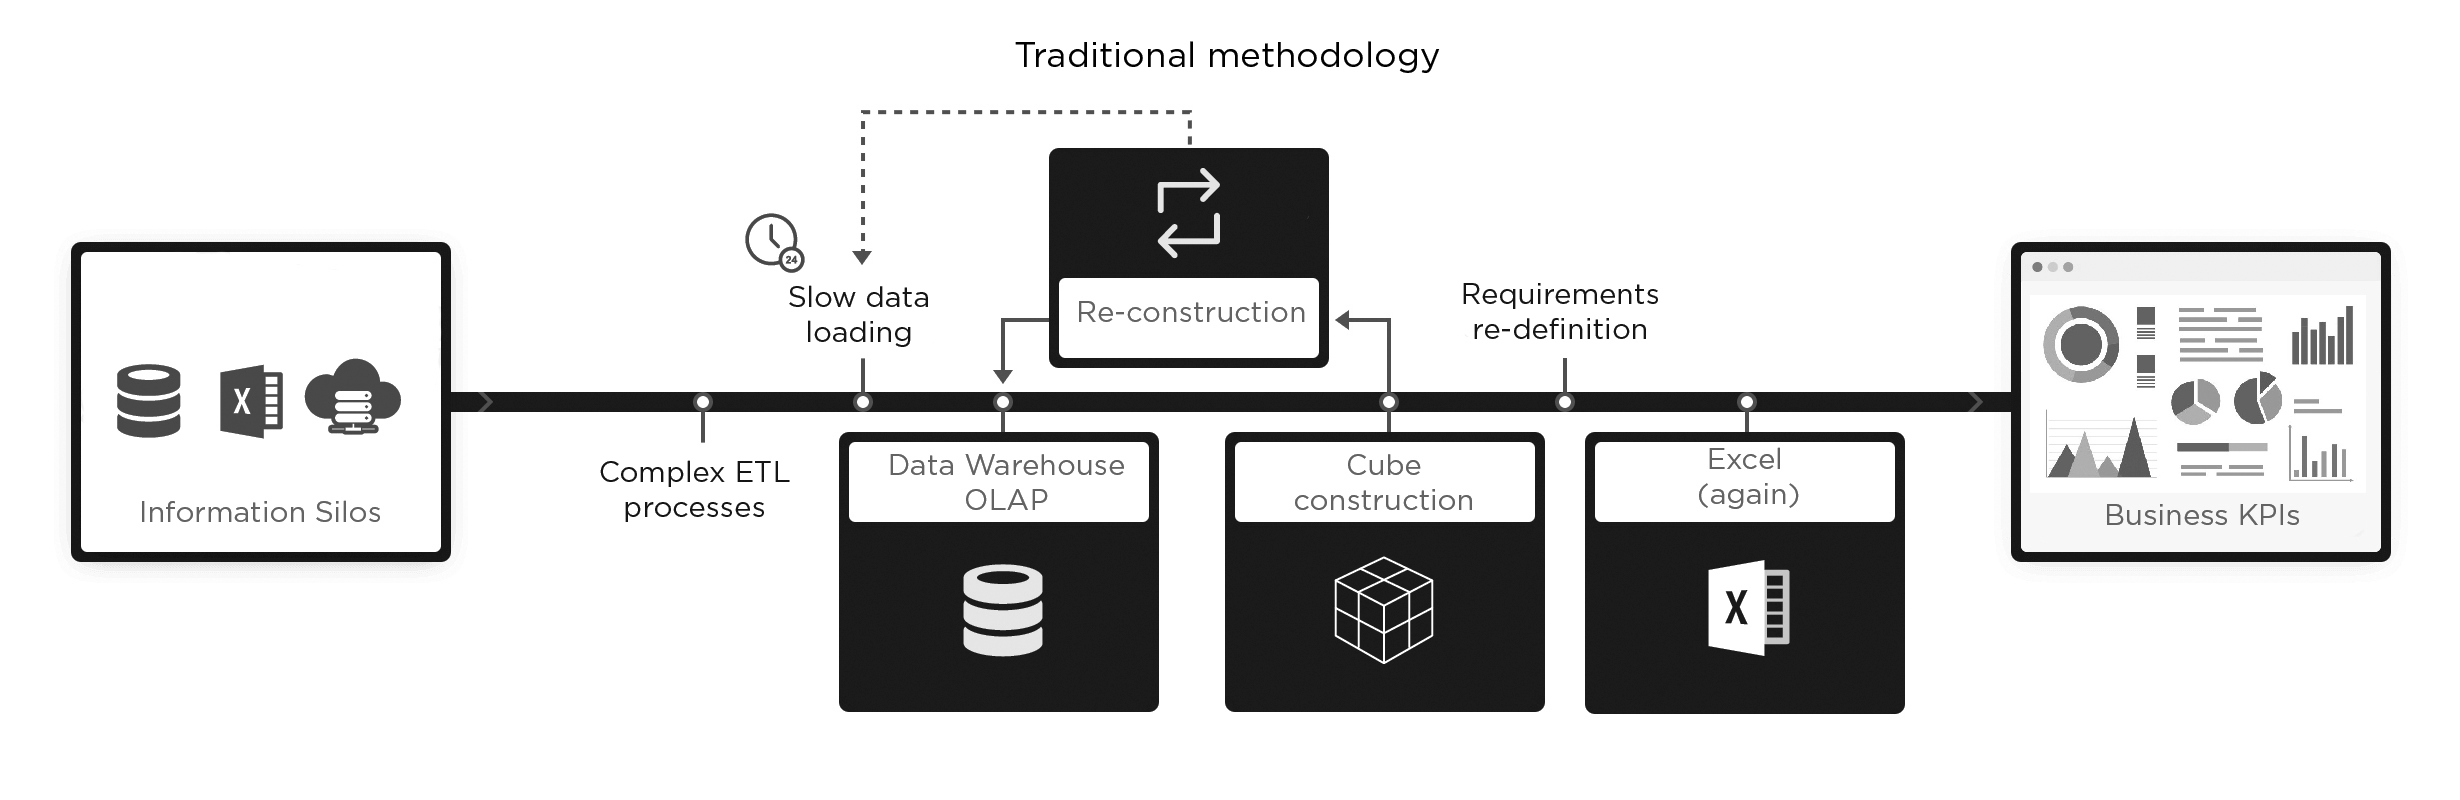 Traditional methodology
24
Slow data
loading
Re-construction
Requirements
re-definition
X
Information Silos
Complex ETL
processes
Data Warehouse
OLAP
Cube
construction
Excel
(again)
X
Business KPIs